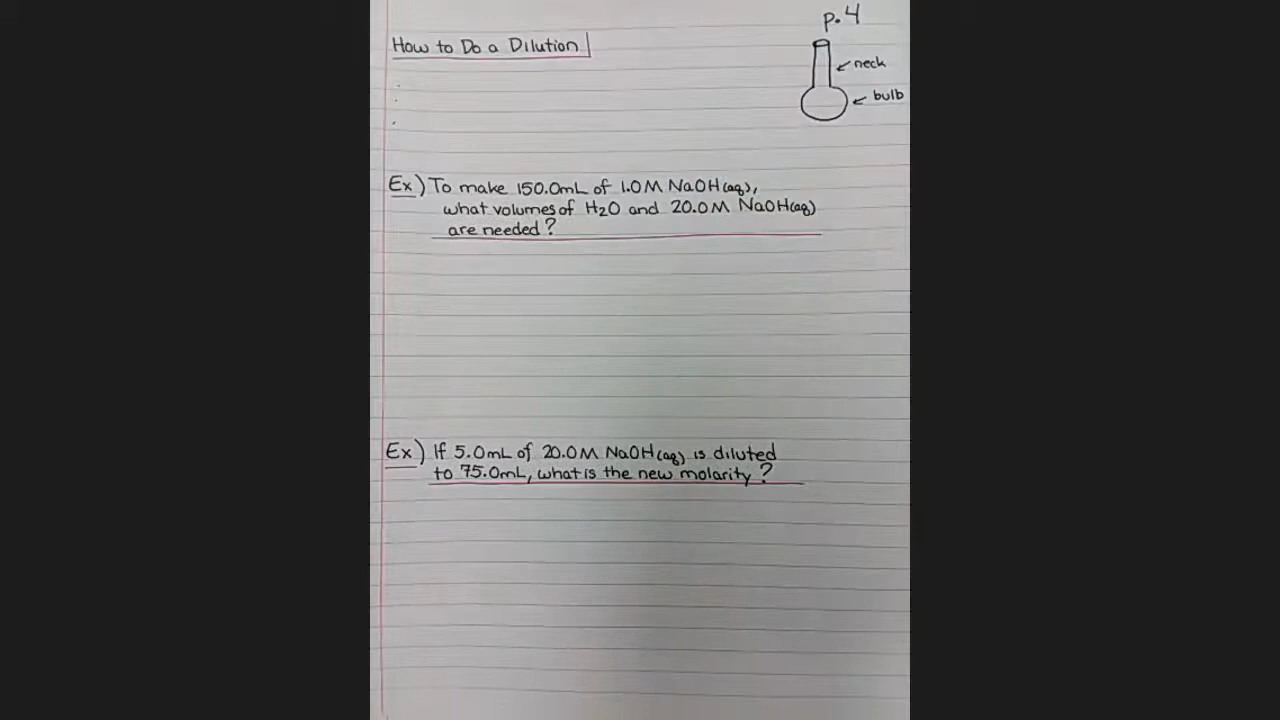 p.4
How to Do a Dilution
neck
bulb
Ex) To make 150.0mL of 1.0M NaOH(aq),
what volumes of H2O and 20.0M NaOH(aq)
are needed?
Ex) If 5.0mL of 20.0M NaOH(aq) is diluted
to 75.0mL, what is the new molarity?